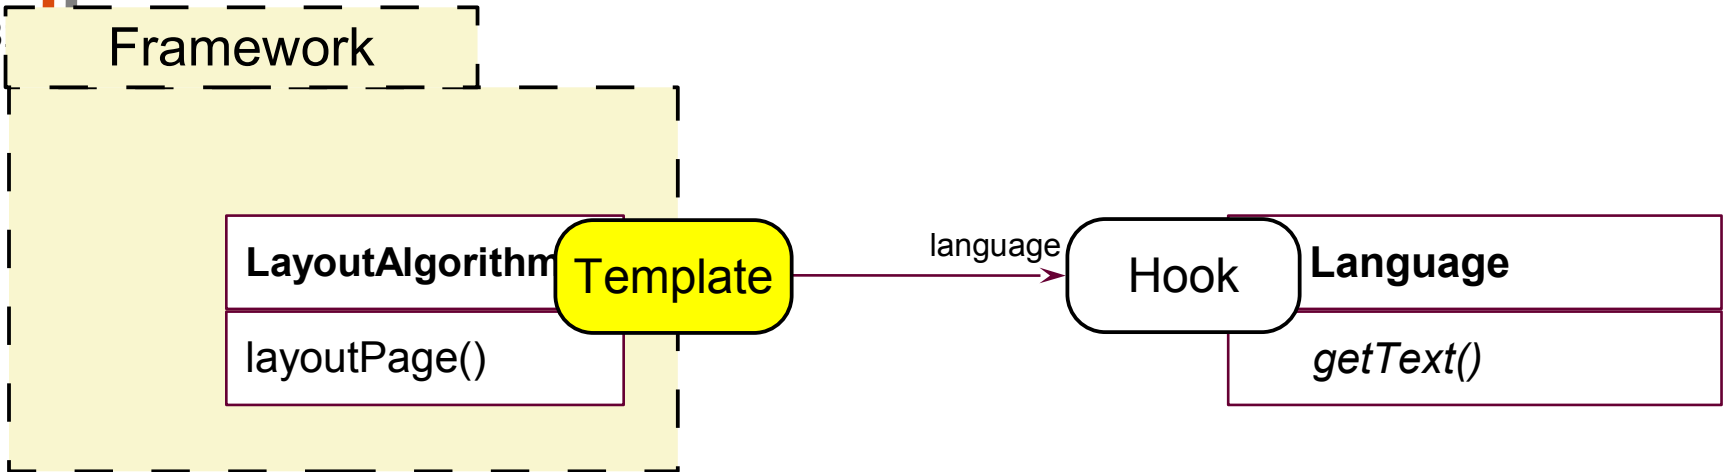 Framework
LayoutAlgorithm
Template
language
Hook
Language
layoutPage()
getText()